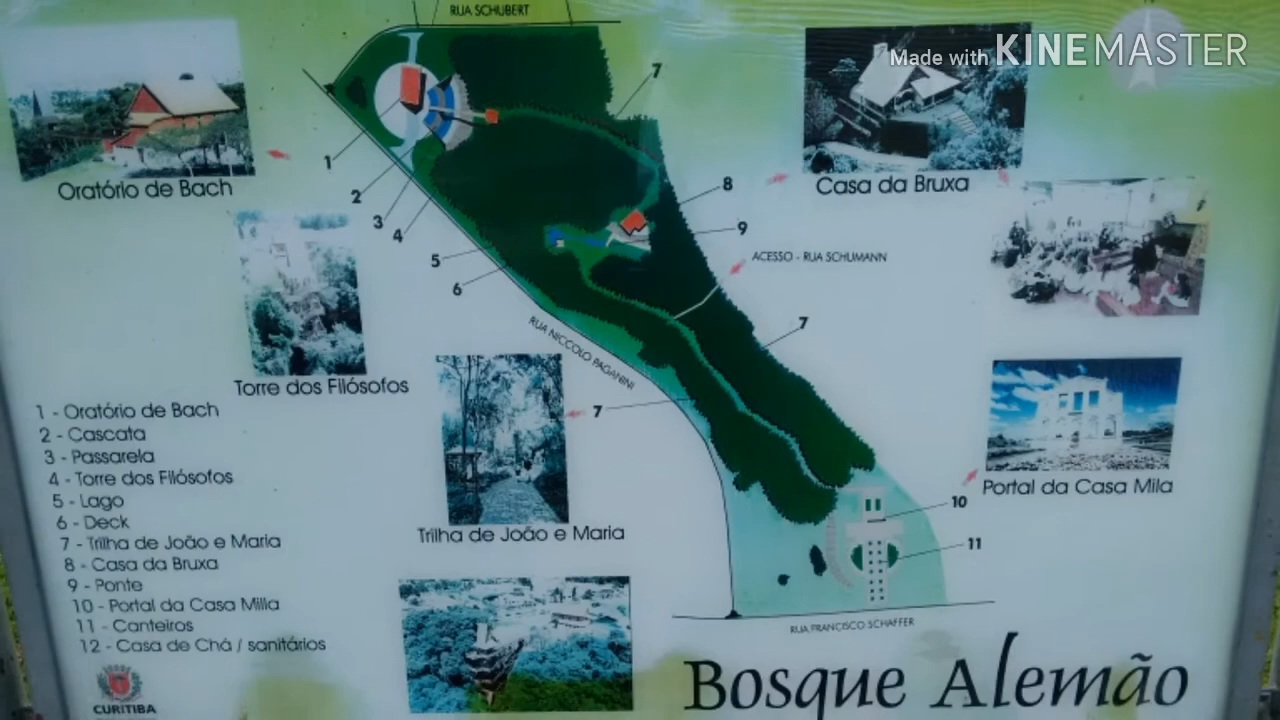 RUA SCHUBERT
Made with KINEMASTER
7
Oratório de Bach
1
2
3
4
5
6
8
9
Casa da Bruxa
ACESSO - RUA SCHUMANN
7
RUA NICCOLO PAGANINI
Torre dos Filósofos
7
Trilha de João e Maria
Portal da Casa Mila
10
11
1 - Oratório de Bach
2 - Cascata
3 - Passarela
4 - Torre dos Filósofos
5 - Lago
6 - Deck
7 - Trilha de João e Maria
8 - Casa da Bruxa
9 - Ponte
10 - Portal da Casa Milla
11 - Canteiros
12 - Casa de Chá / sanitários
CURITIBA
RUA FRANCISCO SCHAFFER
Bosque Alemão